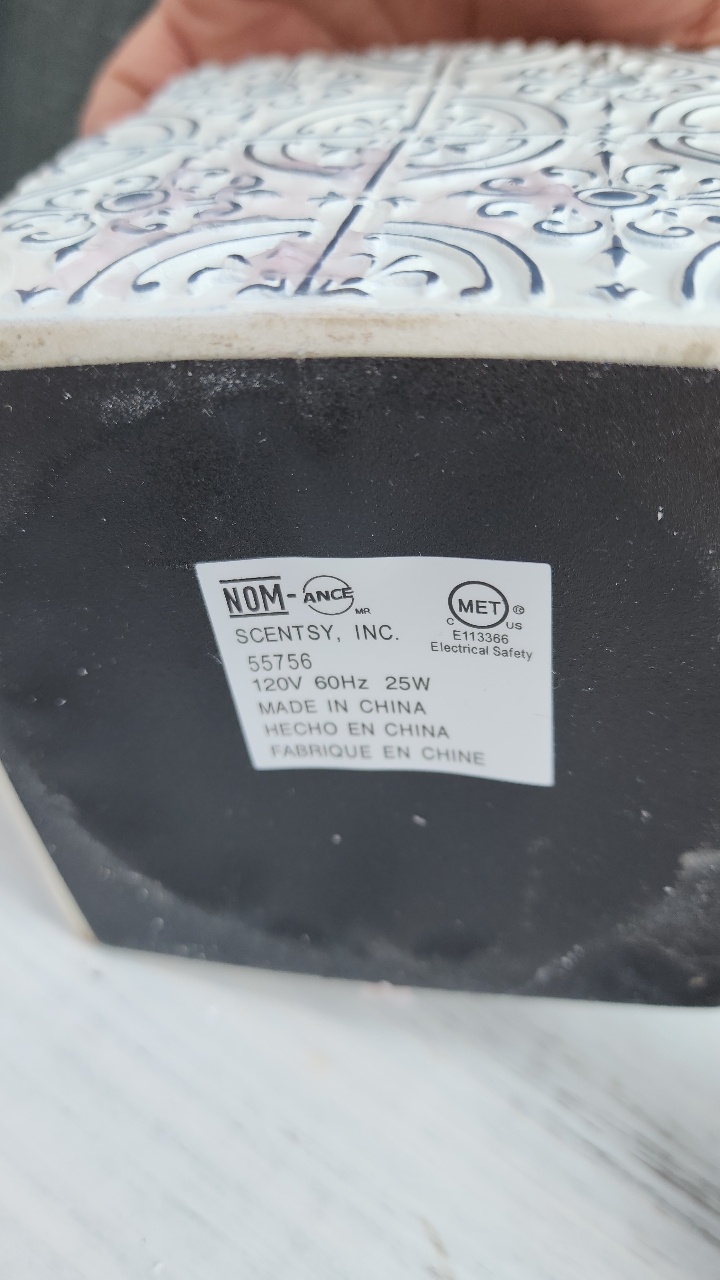 NOM-ANCE MR
MET® C US
E113366
Electrical Safety
SCENTSY, INC.
55756
120V 60Hz 25W
MADE IN CHINA
HECHO EN CHINA
FABRIQUE EN CHINE